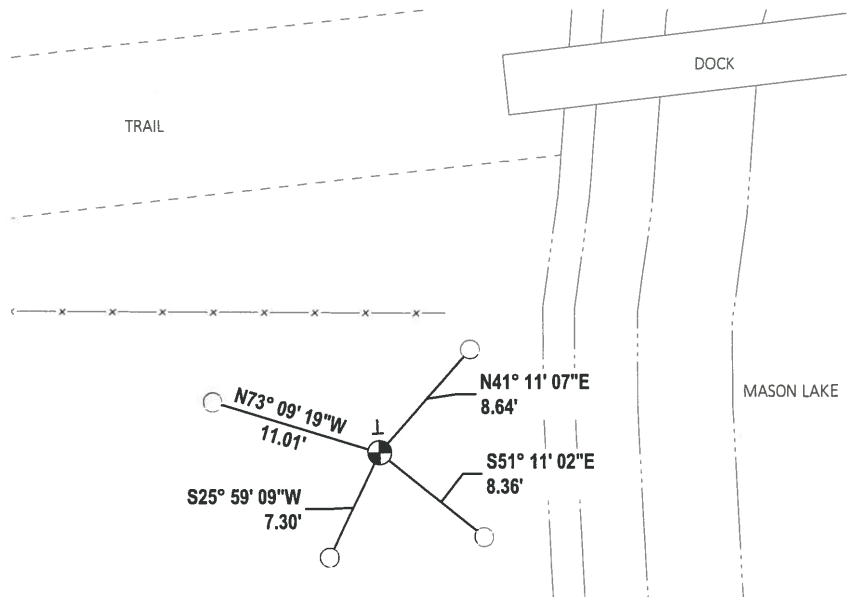 DOCK
TRAIL
N41° 11' 07"E
8.64'
MASON LAKE
N73° 09' 19"W
11.01'
S51° 11' 02"E
8.36'
S25° 59' 09"W
7.30'